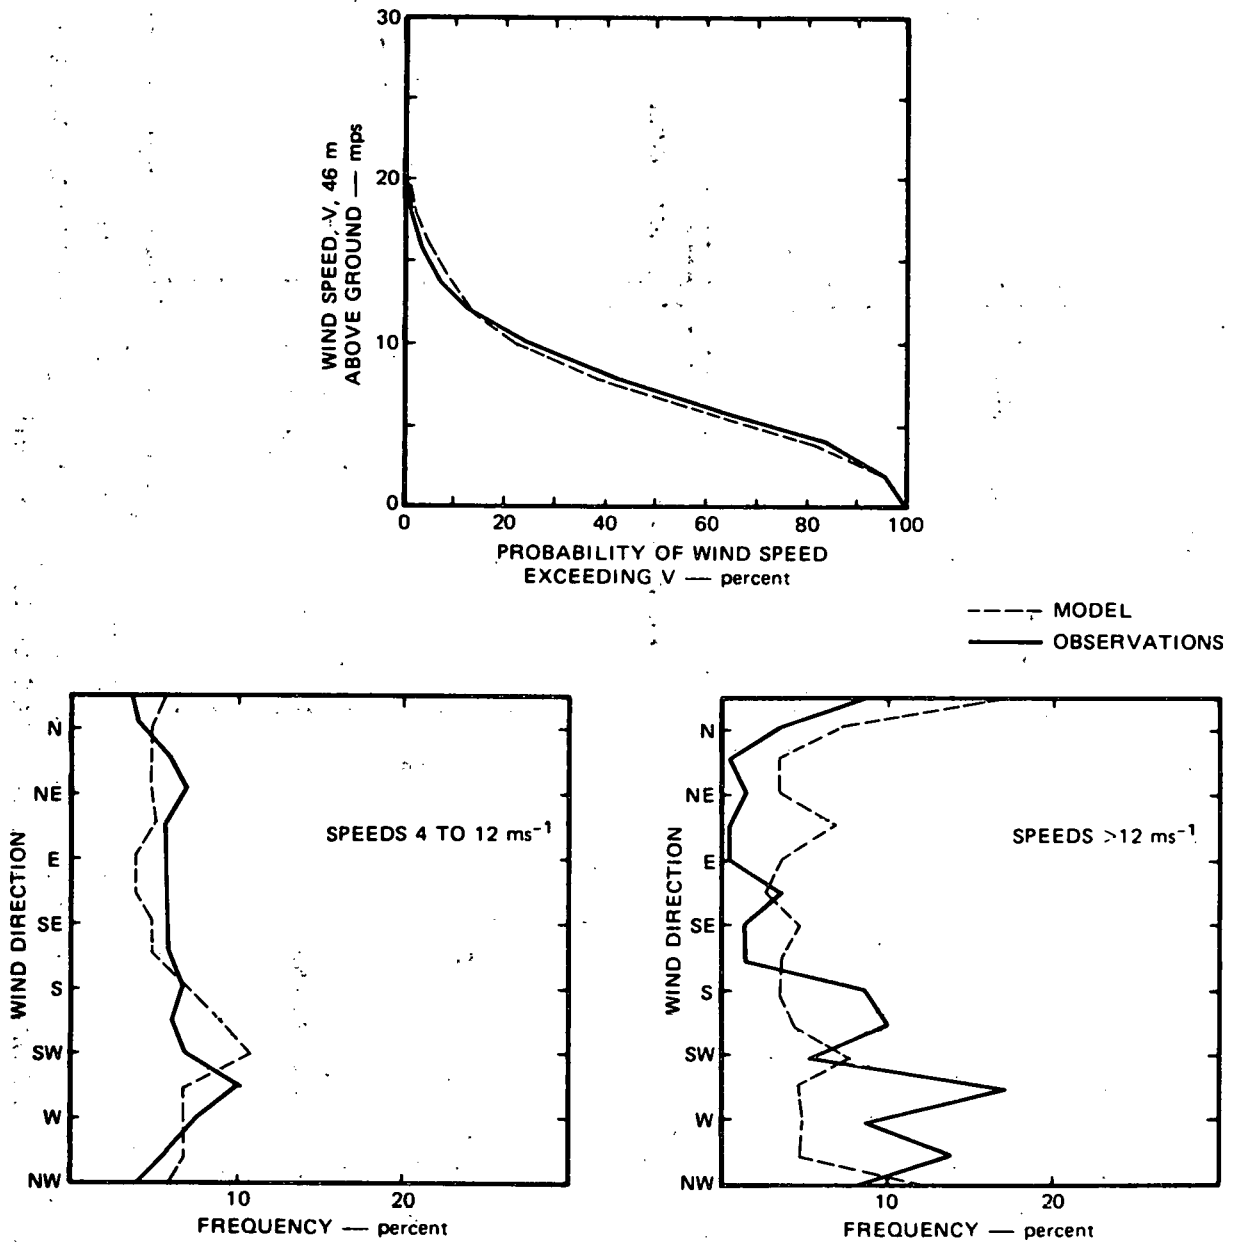 30
20
10
0
WIND SPEED, V, 46 m
ABOVE GROUND — mps
0 20 40 60 80 100
PROBABILITY OF WIND SPEED
EXCEEDING V — percent
MODEL
OBSERVATIONS
N
NE
E
SE
S
SW
W
NW
WIND DIRECTION
SPEEDS 4 TO 12 ms⁻¹
10 20
FREQUENCY — percent
N
NE
E
SE
S
SW
W
NW
WIND DIRECTION
SPEEDS >12 ms⁻¹
10 20
FREQUENCY — percent